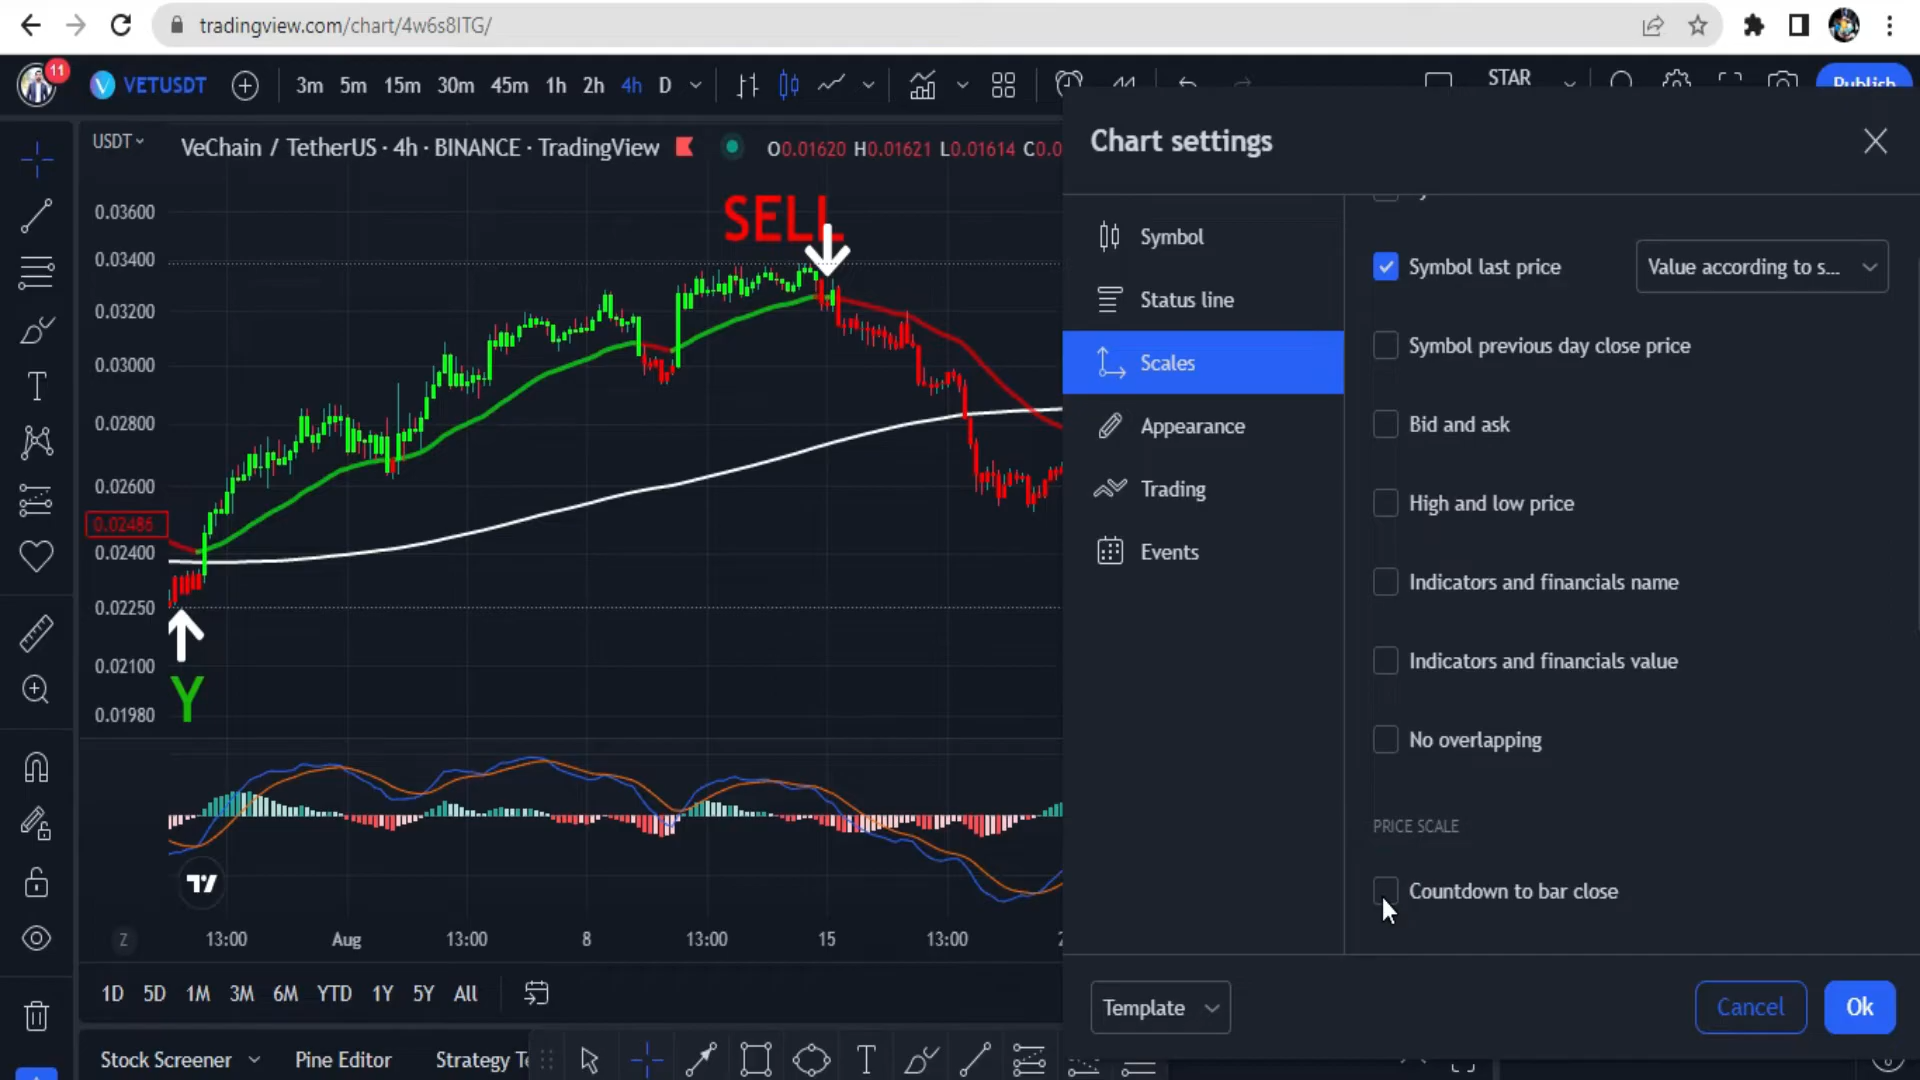 tradingview.com/chart/4w6s8ITG/
11
VETUSDT
3m 5m 15m 30m 45m 1h 2h 4h D
STAR
Publish
USDT
VeChain / TetherUS · 4h · BINANCE · TradingView
O0.01620 H0.01621 L0.01614 C0.0
0.03600
0.03400
0.03200
0.03000
0.02800
0.02600
0.02486
0.02400
0.02250
0.02100
0.01980
SELL
Y
Z 13:00 Aug 13:00 8 13:00 15 13:00
1D 5D 1M 3M 6M YTD 1Y 5Y All
Stock Screener Pine Editor Strategy Te
Chart settings
Symbol
Status line
Scales
Appearance
Trading
Events
Symbol last price
Value according to s...
Symbol previous day close price
Bid and ask
High and low price
Indicators and financials name
Indicators and financials value
No overlapping
PRICE SCALE
Countdown to bar close
Template
Cancel
Ok